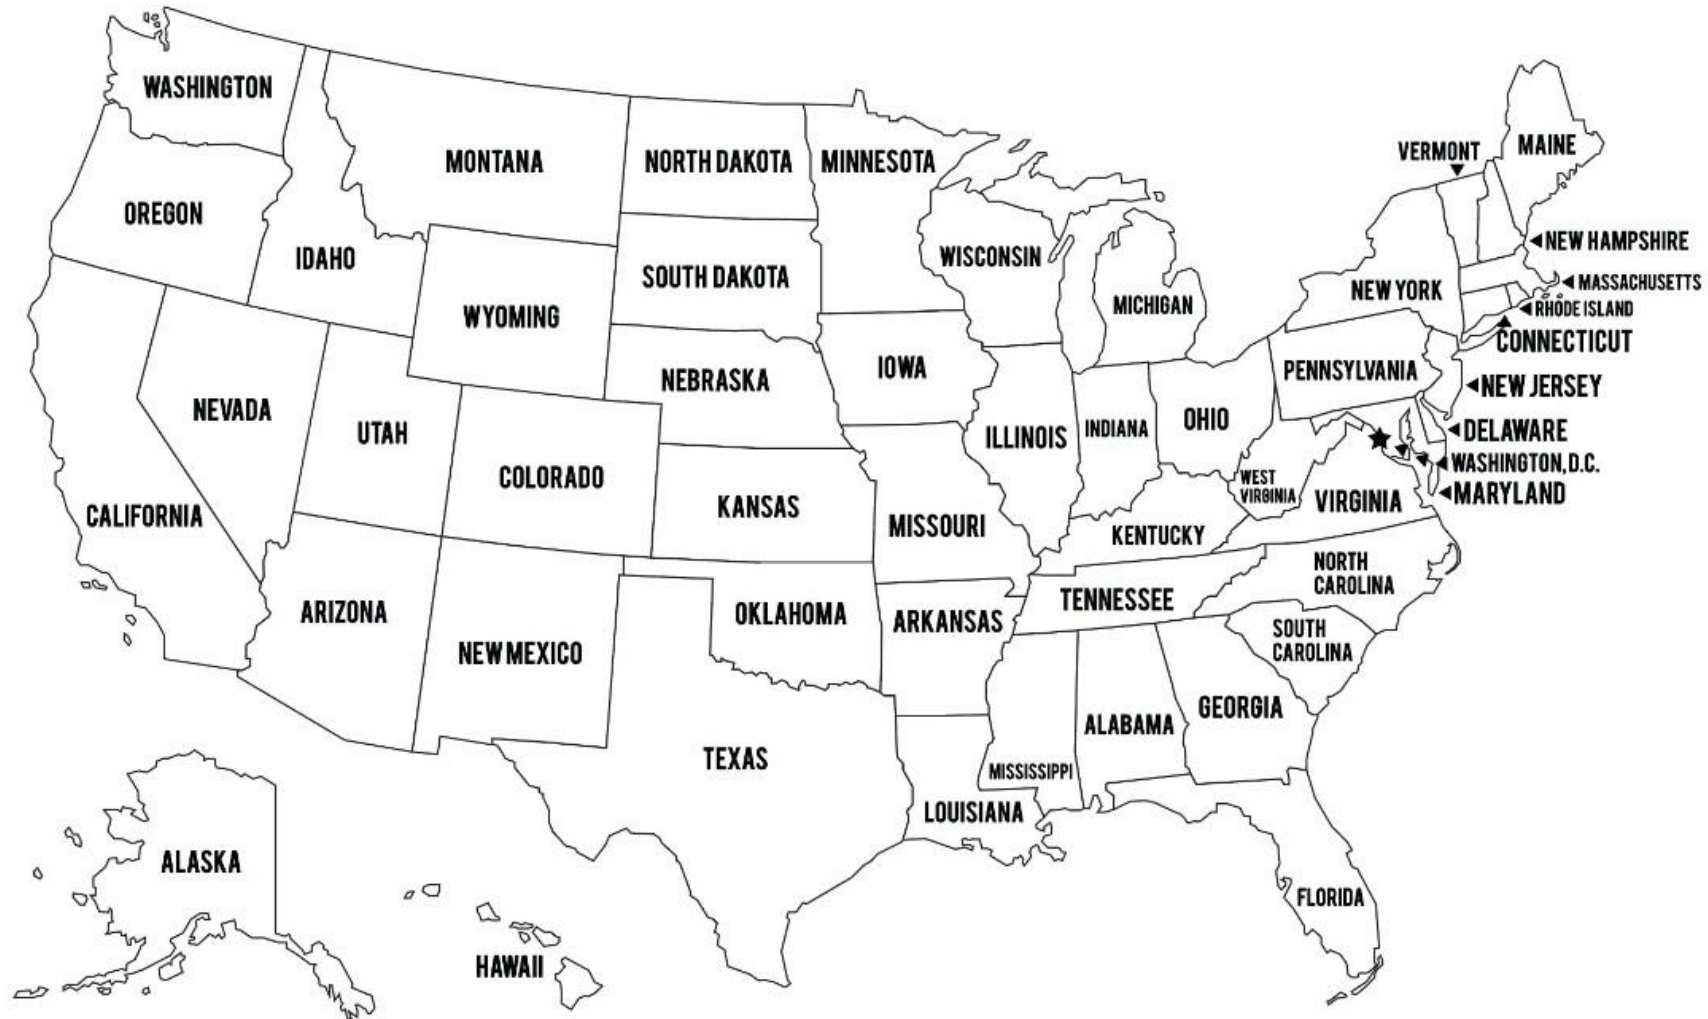 WASHINGTON
MONTANA
NORTH DAKOTA
MINNESOTA
VERMONT
MAINE
OREGON
IDAHO
WISCONSIN
NEW HAMPSHIRE
SOUTH DAKOTA
MASSACHUSETTS
NEW YORK
MICHIGAN
RHODE ISLAND
WYOMING
CONNECTICUT
IOWA
PENNSYLVANIA
NEBRASKA
NEW JERSEY
NEVADA
UTAH
OHIO
INDIANA
ILLINOIS
DELAWARE
WASHINGTON, D.C.
COLORADO
WEST
VIRGINIA
MARYLAND
VIRGINIA
KANSAS
CALIFORNIA
MISSOURI
KENTUCKY
NORTH
CAROLINA
TENNESSEE
ARIZONA
OKLAHOMA
ARKANSAS
SOUTH
CAROLINA
NEW MEXICO
GEORGIA
ALABAMA
TEXAS
MISSISSIPPI
LOUISIANA
ALASKA
FLORIDA
HAWAII